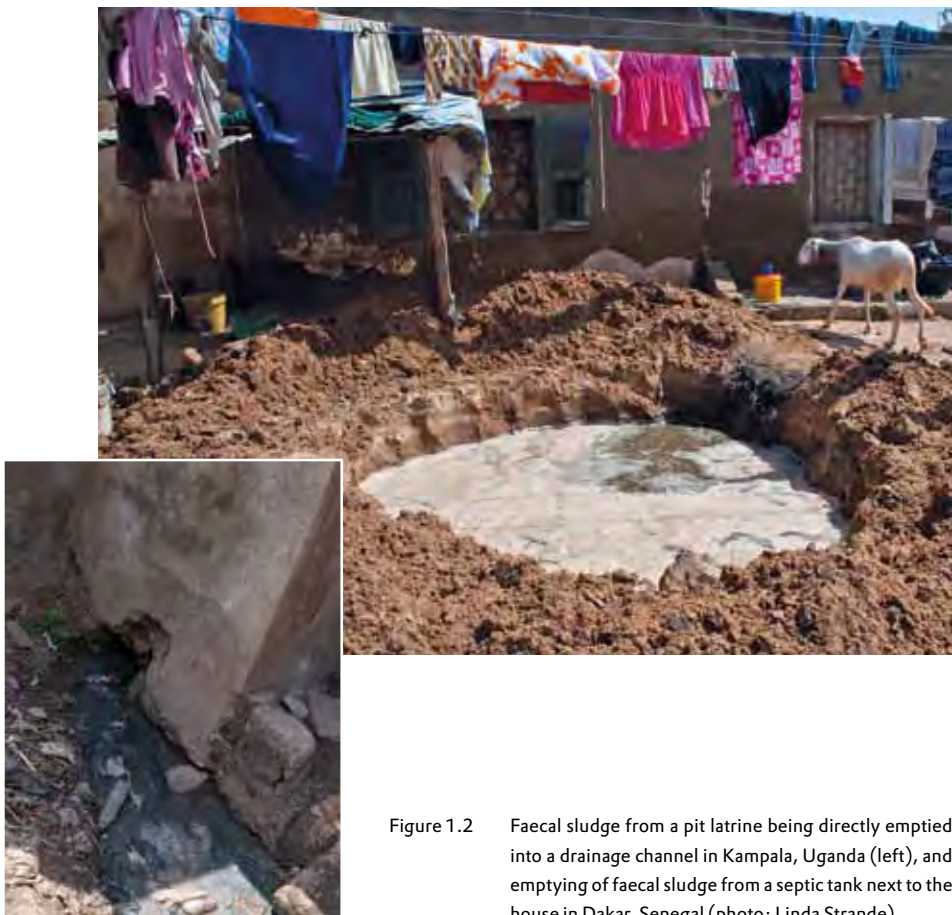 Figure 1.2 Faecal sludge from a pit latrine being directly emptied
into a drainage channel in Kampala, Uganda (left), and
emptying of faecal sludge from a septic tank next to the
house in Dakar, Senegal (photo: Linda Strande).